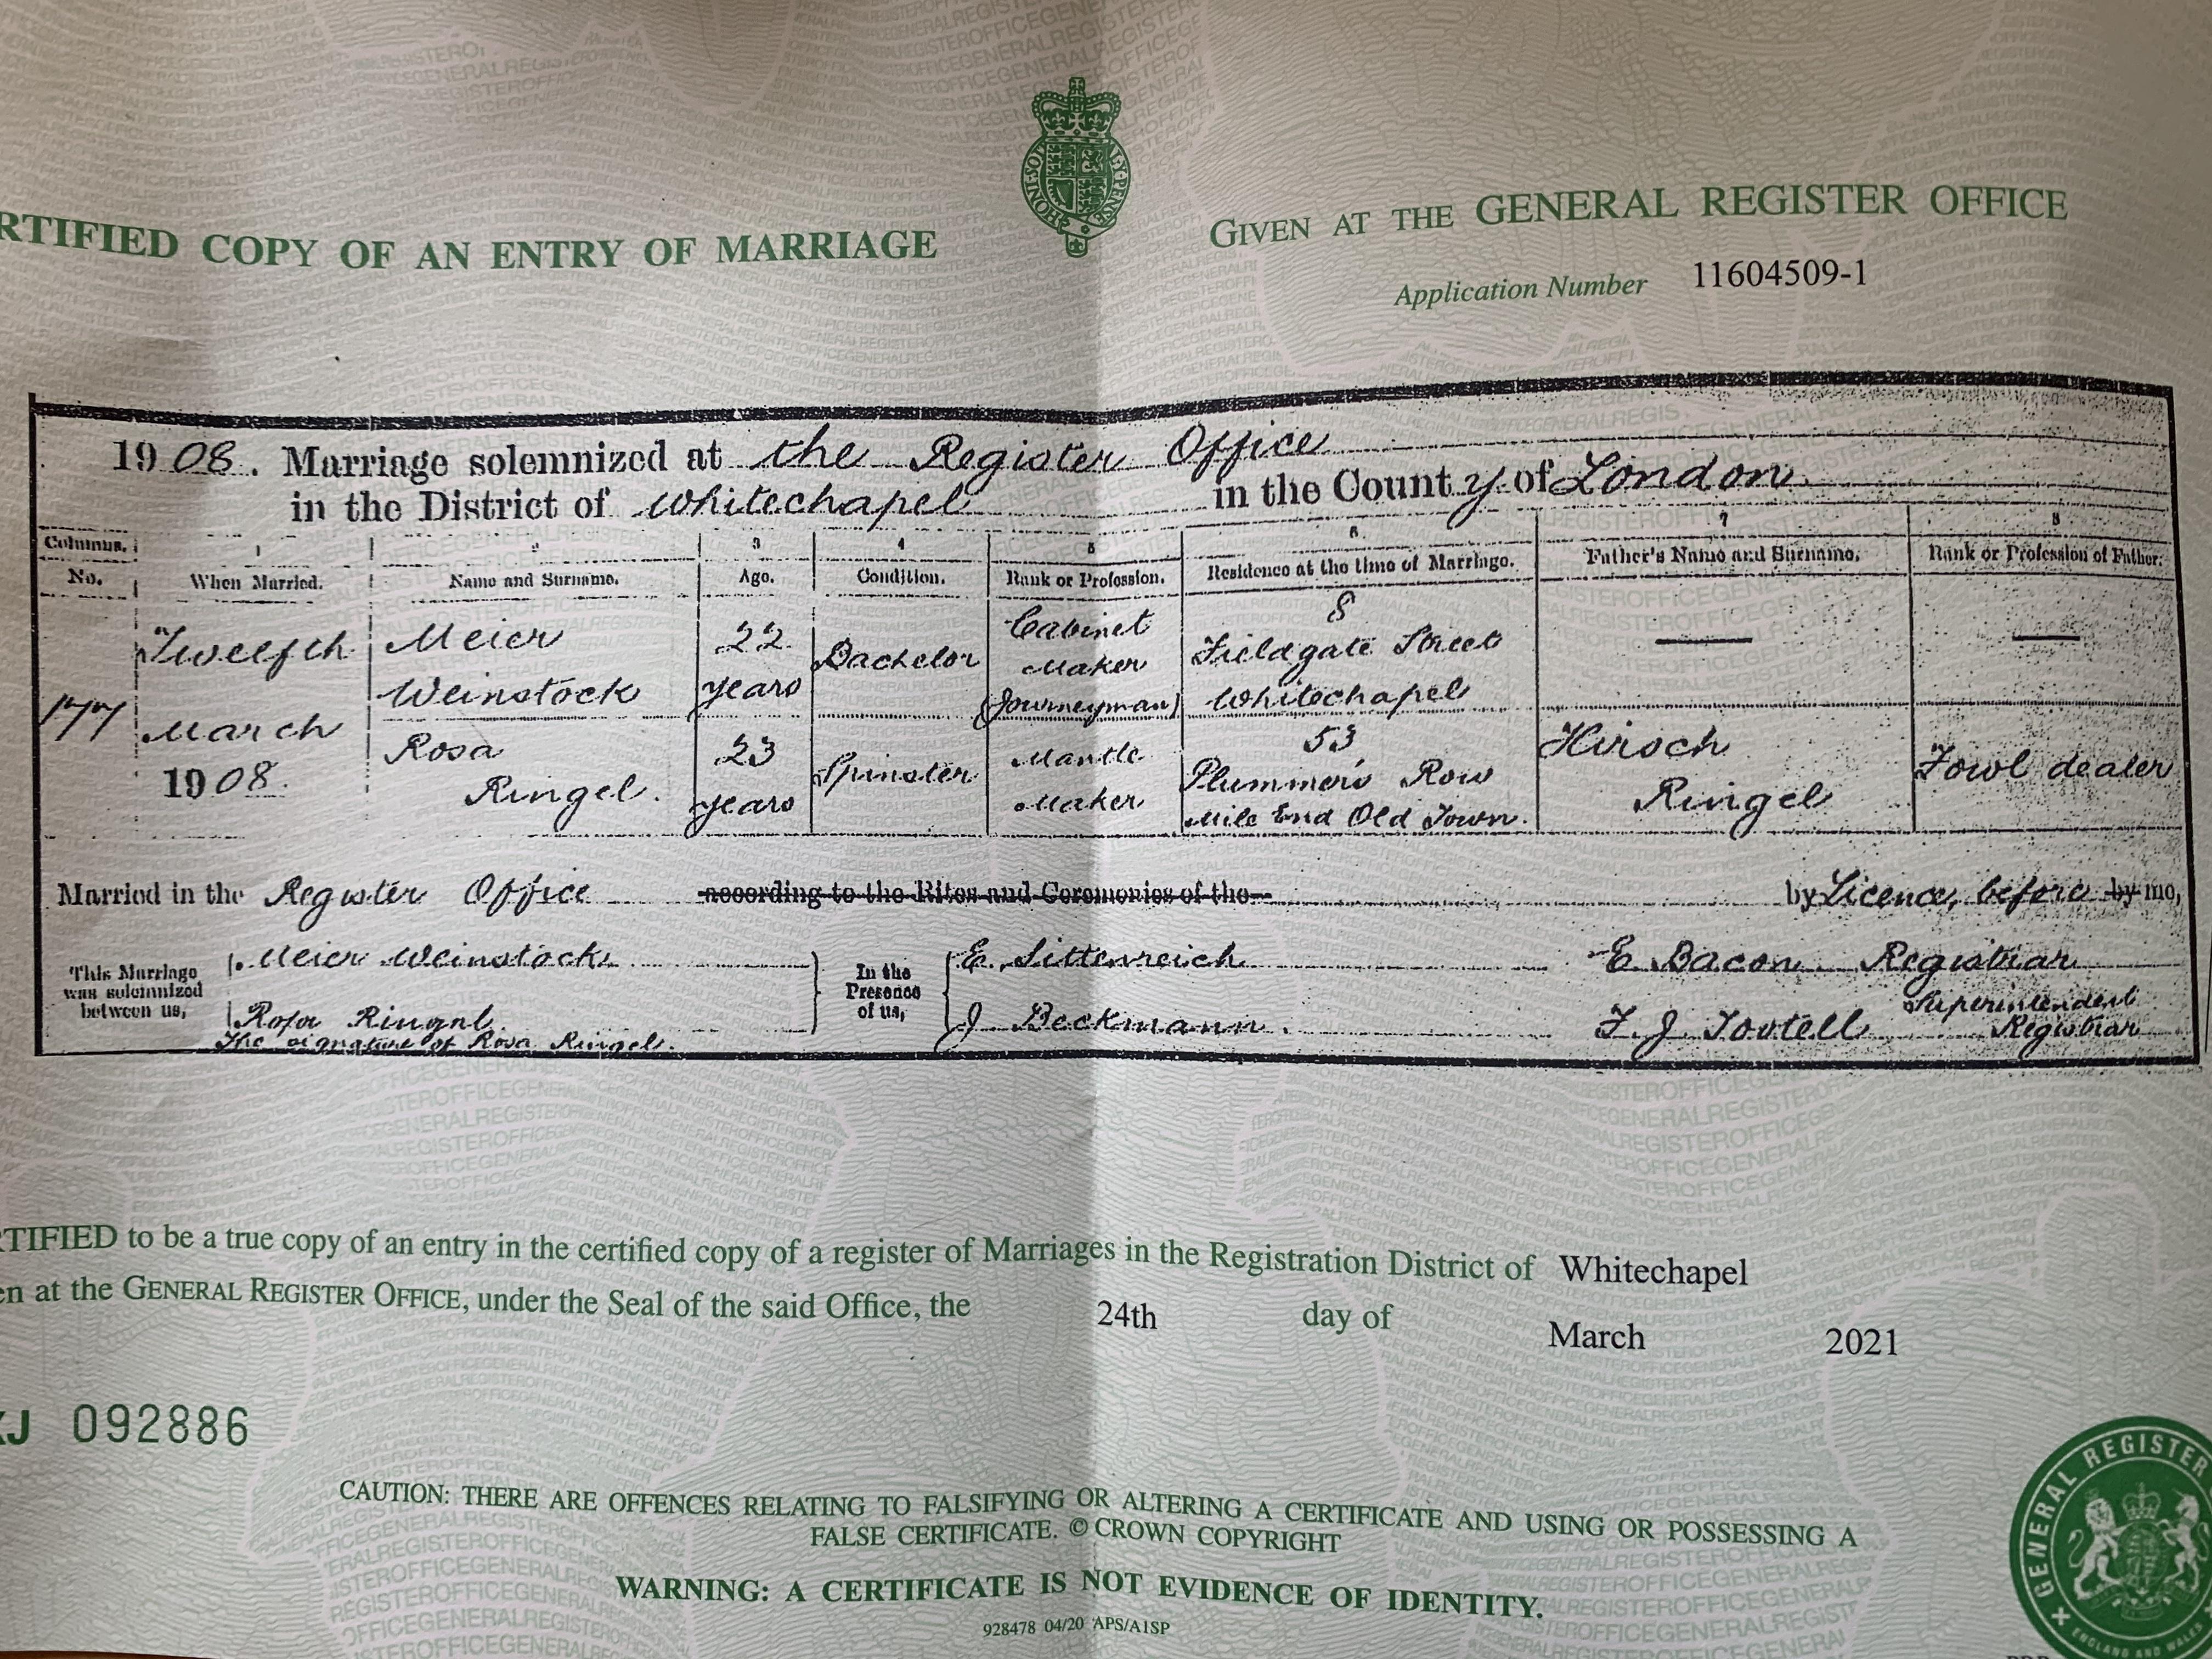 RTIFIED COPY OF AN ENTRY OF MARRIAGE
GIVEN AT THE GENERAL REGISTER OFFICE
Application Number 11604509-1
1908. Marriage solemnized at the Register Office
in the District of Whitechapel in the County of London
Columns. 1 2 3 4 5 6 7 8
No. When Married. Name and Surname. Age. Condition. Rank or Profession. Residence at the time of Marriage. Father's Name and Surname. Rank or Profession of Father.
177
Twelfth
March
1908.
Meier
Weinstock
22
years
Bachelor
Cabinet
Maker
(Journeyman)
8
Fieldgate Street
Whitechapel
Rosa
Ringel.
23
years
Spinster
Mantle
Maker
53
Plummer's Row
Mile End Old Town.
Hirsch
Ringel
Fowl dealer
Married in the Register Office according to the Rites and Ceremonies of the by Licence, before by me,
This Marriage
was solemnized
between us,
Meier Weinstock
Rosa Ringel
The signature of Rosa Ringel.
In the
Presence
of us,
E. Sittenreich
J Beckmann.
E. Bacon Registrar
F. J. Tootell Superintendent
Registrar
RTIFIED to be a true copy of an entry in the certified copy of a register of Marriages in the Registration District of Whitechapel
en at the GENERAL REGISTER OFFICE, under the Seal of the said Office, the 24th day of March 2021
XJ 092886
CAUTION: THERE ARE OFFENCES RELATING TO FALSIFYING OR ALTERING A CERTIFICATE AND USING OR POSSESSING A
FALSE CERTIFICATE. © CROWN COPYRIGHT
WARNING: A CERTIFICATE IS NOT EVIDENCE OF IDENTITY.
928478 04/20 APS/A1SP
GENERAL REGISTER
ENGLAND AND WALES